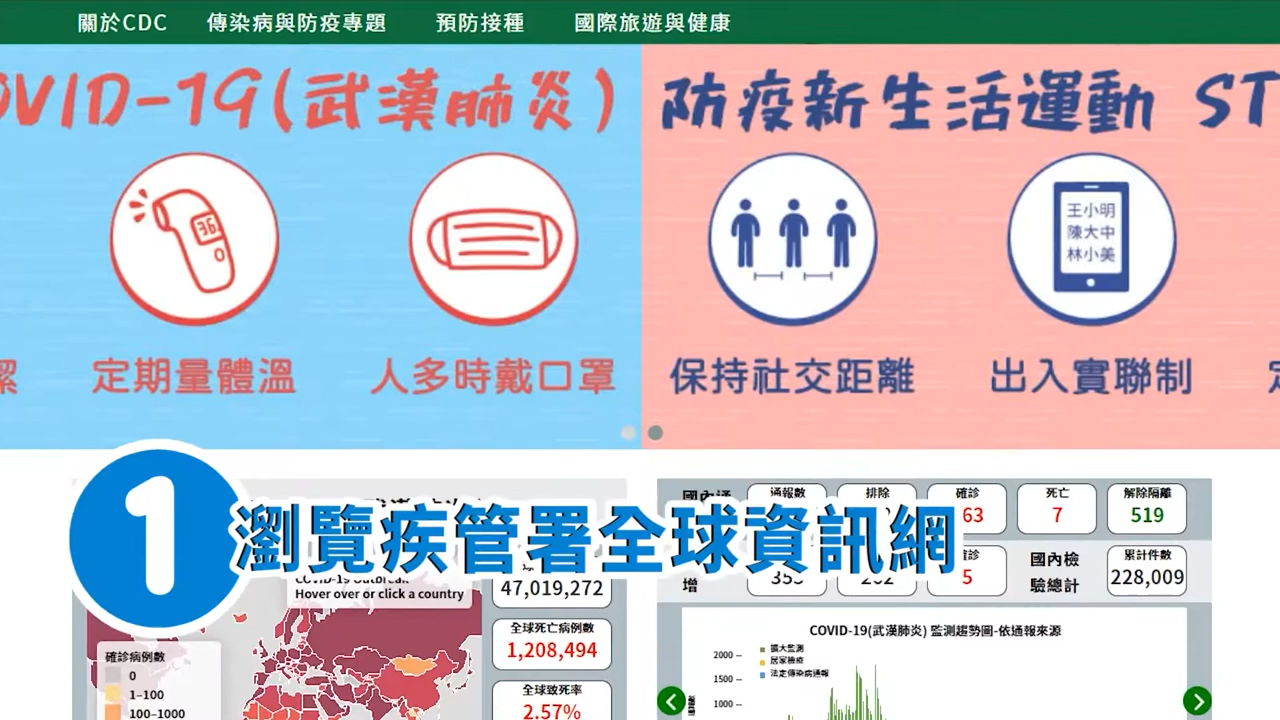 關於CDC 傳染病與防疫專題 預防接種 國際旅遊與健康
OVID-19(武漢肺炎) 防疫新生活運動 ST
36
王小明
陳大中
林小美
潔 定期量體溫 人多時戴口罩 保持社交距離 出入實聯制
1 瀏覽疾管署全球資訊網
通報數 排除 確診 死亡 解除隔離
63 7 519
增 5 國內檢
驗總計 累計件數
228,009
COVID-19 Outbreak
Hover over or click a country
47,019,272
全球死亡病例數
1,208,494
全球致死率
2.57%
確診病例數
0
1–100
100–1000
COVID-19(武漢肺炎) 監測趨勢圖-依通報來源
擴大監測
居家檢疫
法定傳染病通報
2000
1500
1000